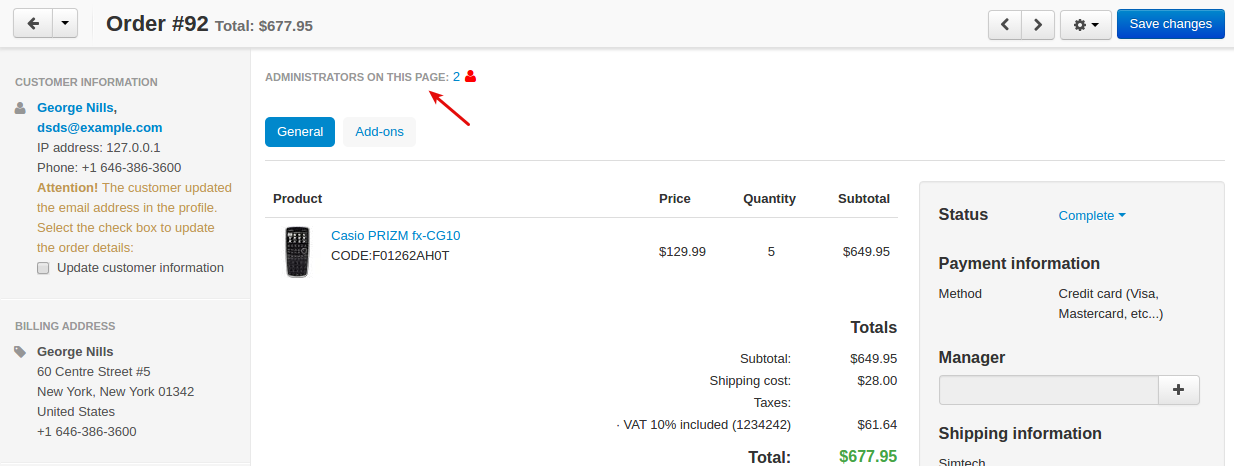 Order #92 Total: $677.95
Save changes
CUSTOMER INFORMATION
George Nills,
dsds@example.com
IP address: 127.0.0.1
Phone: +1 646-386-3600
Attention! The customer updated
the email address in the profile.
Select the check box to update
the order details:
Update customer information
BILLING ADDRESS
George Nills
60 Centre Street #5
New York, New York 01342
United States
+1 646-386-3600
ADMINISTRATORS ON THIS PAGE: 2
General Add-ons
Product Price Quantity Subtotal
Casio PRIZM fx-CG10
CODE:F01262AH0T
$129.99 5 $649.95
Totals
Subtotal: $649.95
Shipping cost: $28.00
Taxes:
· VAT 10% included (1234242) $61.64
Total: $677.95
Status Complete
Payment information
Method Credit card (Visa,
Mastercard, etc...)
Manager
Shipping information
Simtech